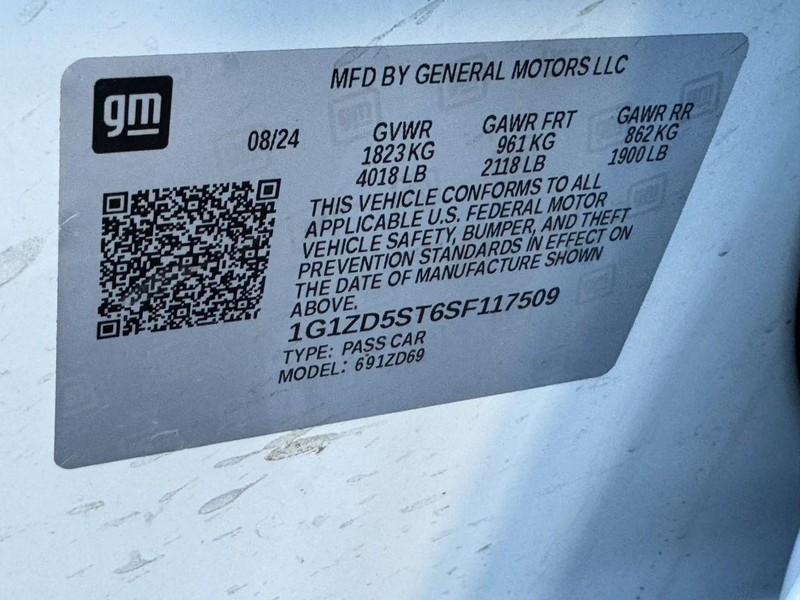 MFD BY GENERAL MOTORS LLC
gm
08/24
GVWR GAWR FRT GAWR RR
1823 KG 961 KG 862 KG
4018 LB 2118 LB 1900 LB
THIS VEHICLE CONFORMS TO ALL
APPLICABLE U.S. FEDERAL MOTOR
VEHICLE SAFETY, BUMPER, AND THEFT
PREVENTION STANDARDS IN EFFECT ON
THE DATE OF MANUFACTURE SHOWN
ABOVE.
1G1ZD5ST6SF117509
TYPE: PASS CAR
MODEL: 691ZD69